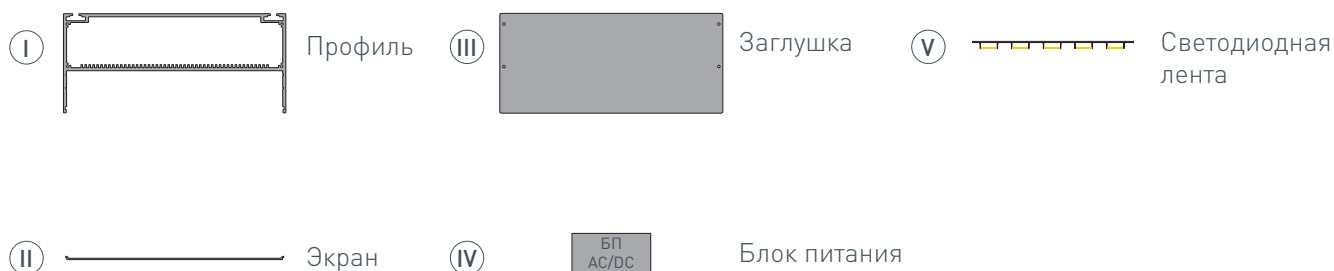 I
Профиль
III
Заглушка
V
Светодиодная
лента
II
Экран
IV
БП
AC/DC
Блок питания